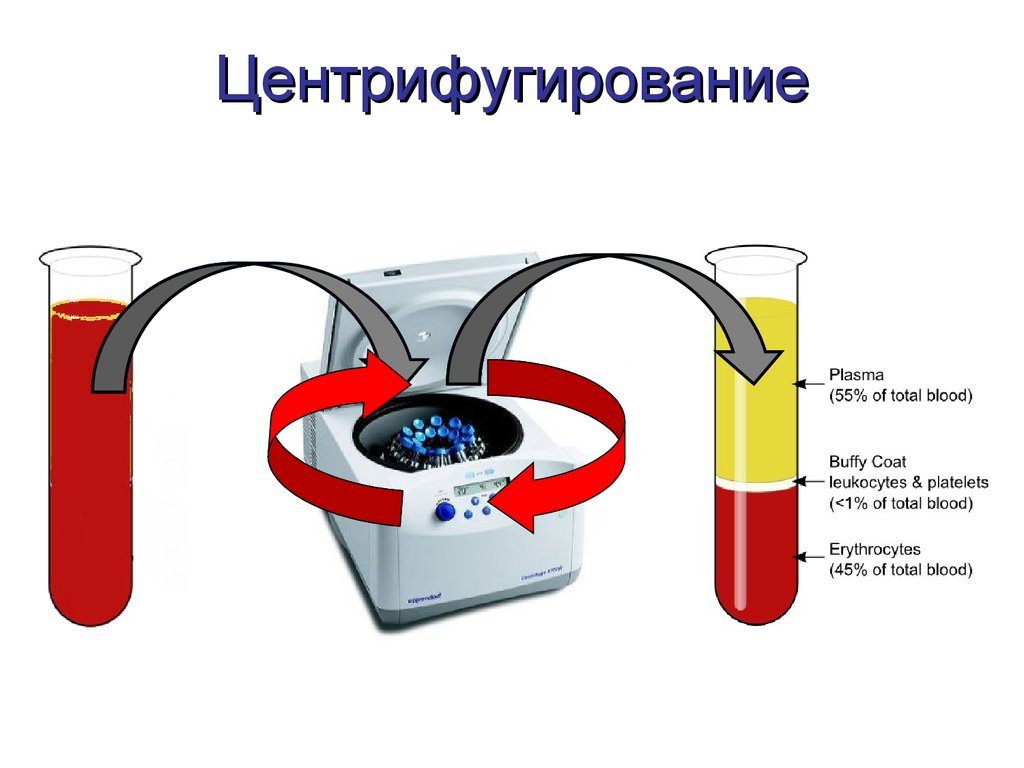 Центрифугирование
Plasma
(55% of total blood)
Buffy Coat
leukocytes & platelets
(<1% of total blood)
Erythrocytes
(45% of total blood)
eppendorf